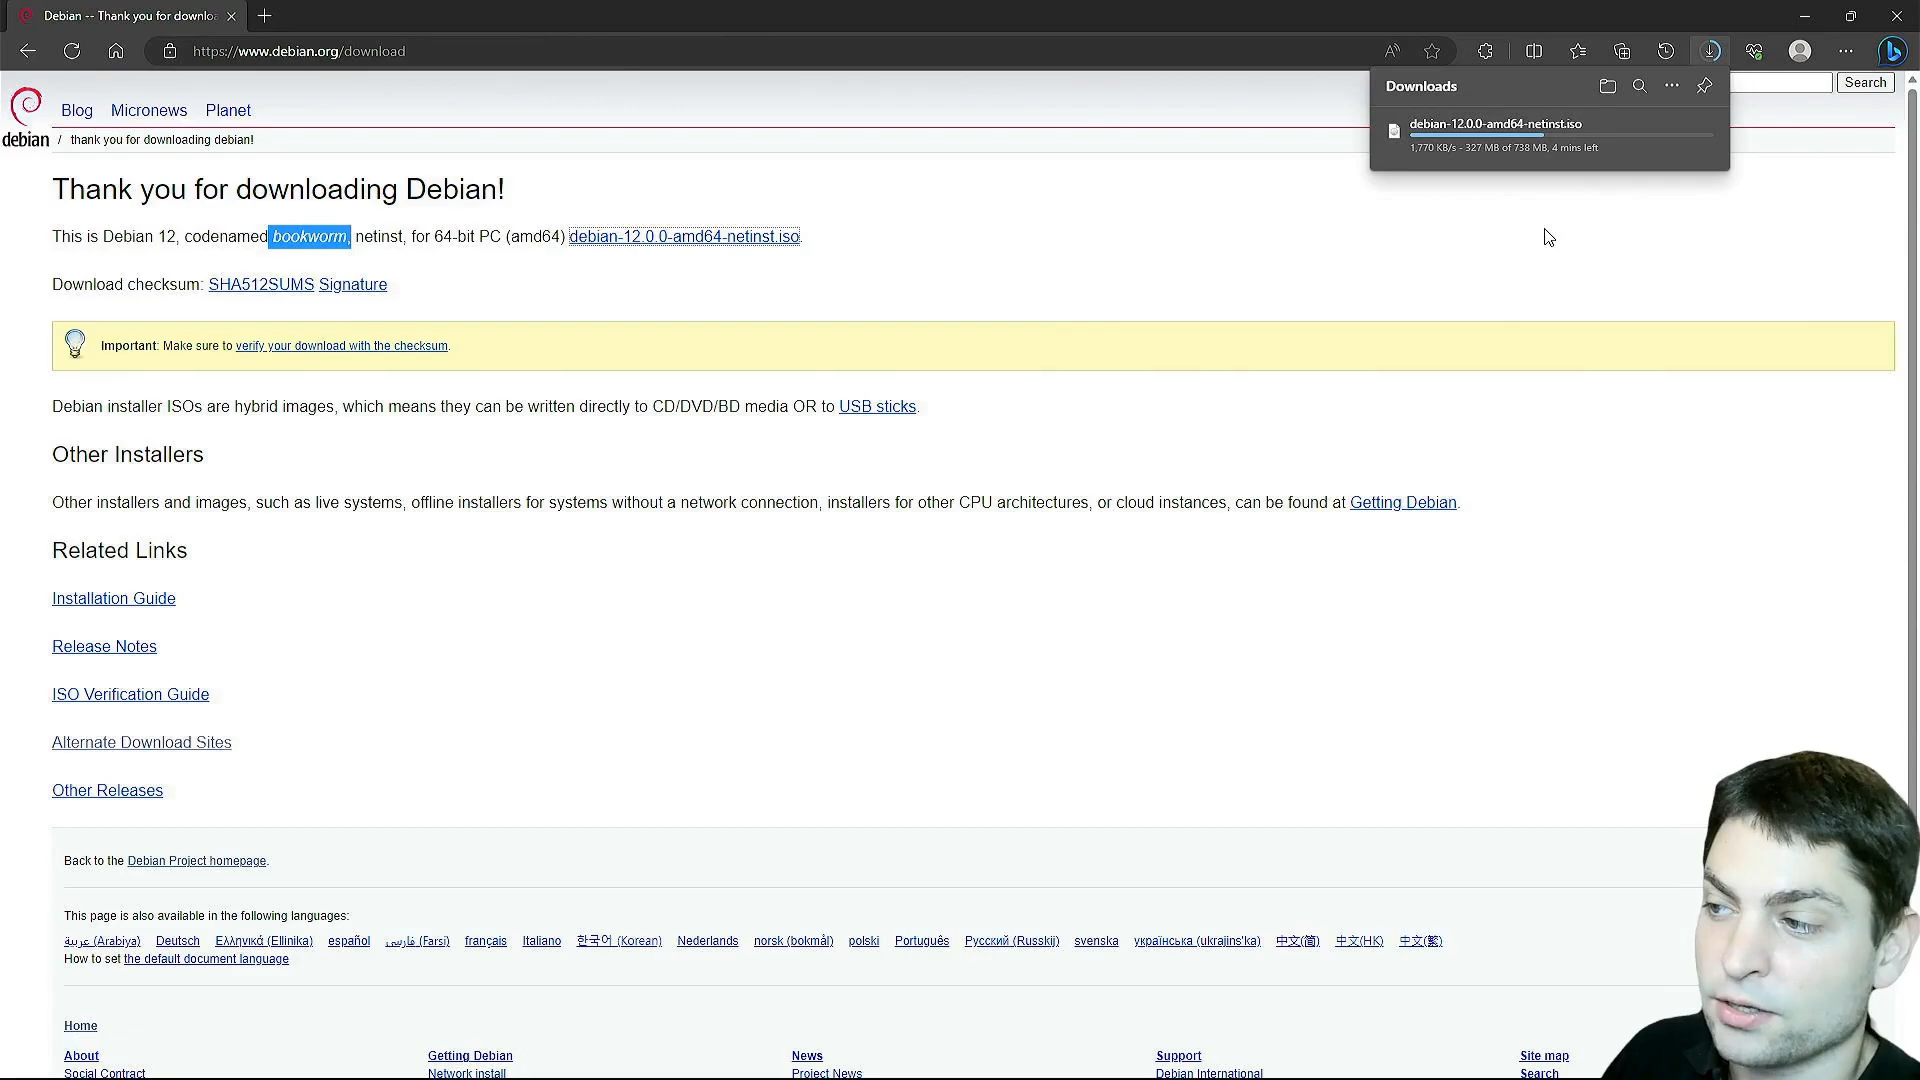 Debian -- Thank you for downlo
https://www.debian.org/download
Downloads
debian-12.0.0-amd64-netinst.iso
1,770 KB/s - 327 MB of 738 MB, 4 mins left
Search
debian
Blog Micronews Planet
/ thank you for downloading debian!
Thank you for downloading Debian!
This is Debian 12, codenamed bookworm, netinst, for 64-bit PC (amd64) debian-12.0.0-amd64-netinst.iso.
Download checksum: SHA512SUMS Signature
Important: Make sure to verify your download with the checksum.
Debian installer ISOs are hybrid images, which means they can be written directly to CD/DVD/BD media OR to USB sticks.
Other Installers
Other installers and images, such as live systems, offline installers for systems without a network connection, installers for other CPU architectures, or cloud instances, can be found at Getting Debian.
Related Links
Installation Guide
Release Notes
ISO Verification Guide
Alternate Download Sites
Other Releases
Back to the Debian Project homepage.
This page is also available in the following languages:
عربية (Arabiya) Deutsch Ελληνικά (Ellinika) español فارسی (Farsi) français Italiano 한국어 (Korean) Nederlands norsk (bokmål) polski Português Русский (Russkij) svenska українська (ukrajins'ka) 中文(简) 中文(HK) 中文(繁)
How to set the default document language
Home
About Getting Debian News Support Site map
Social Contract Network install Project News Debian International Search